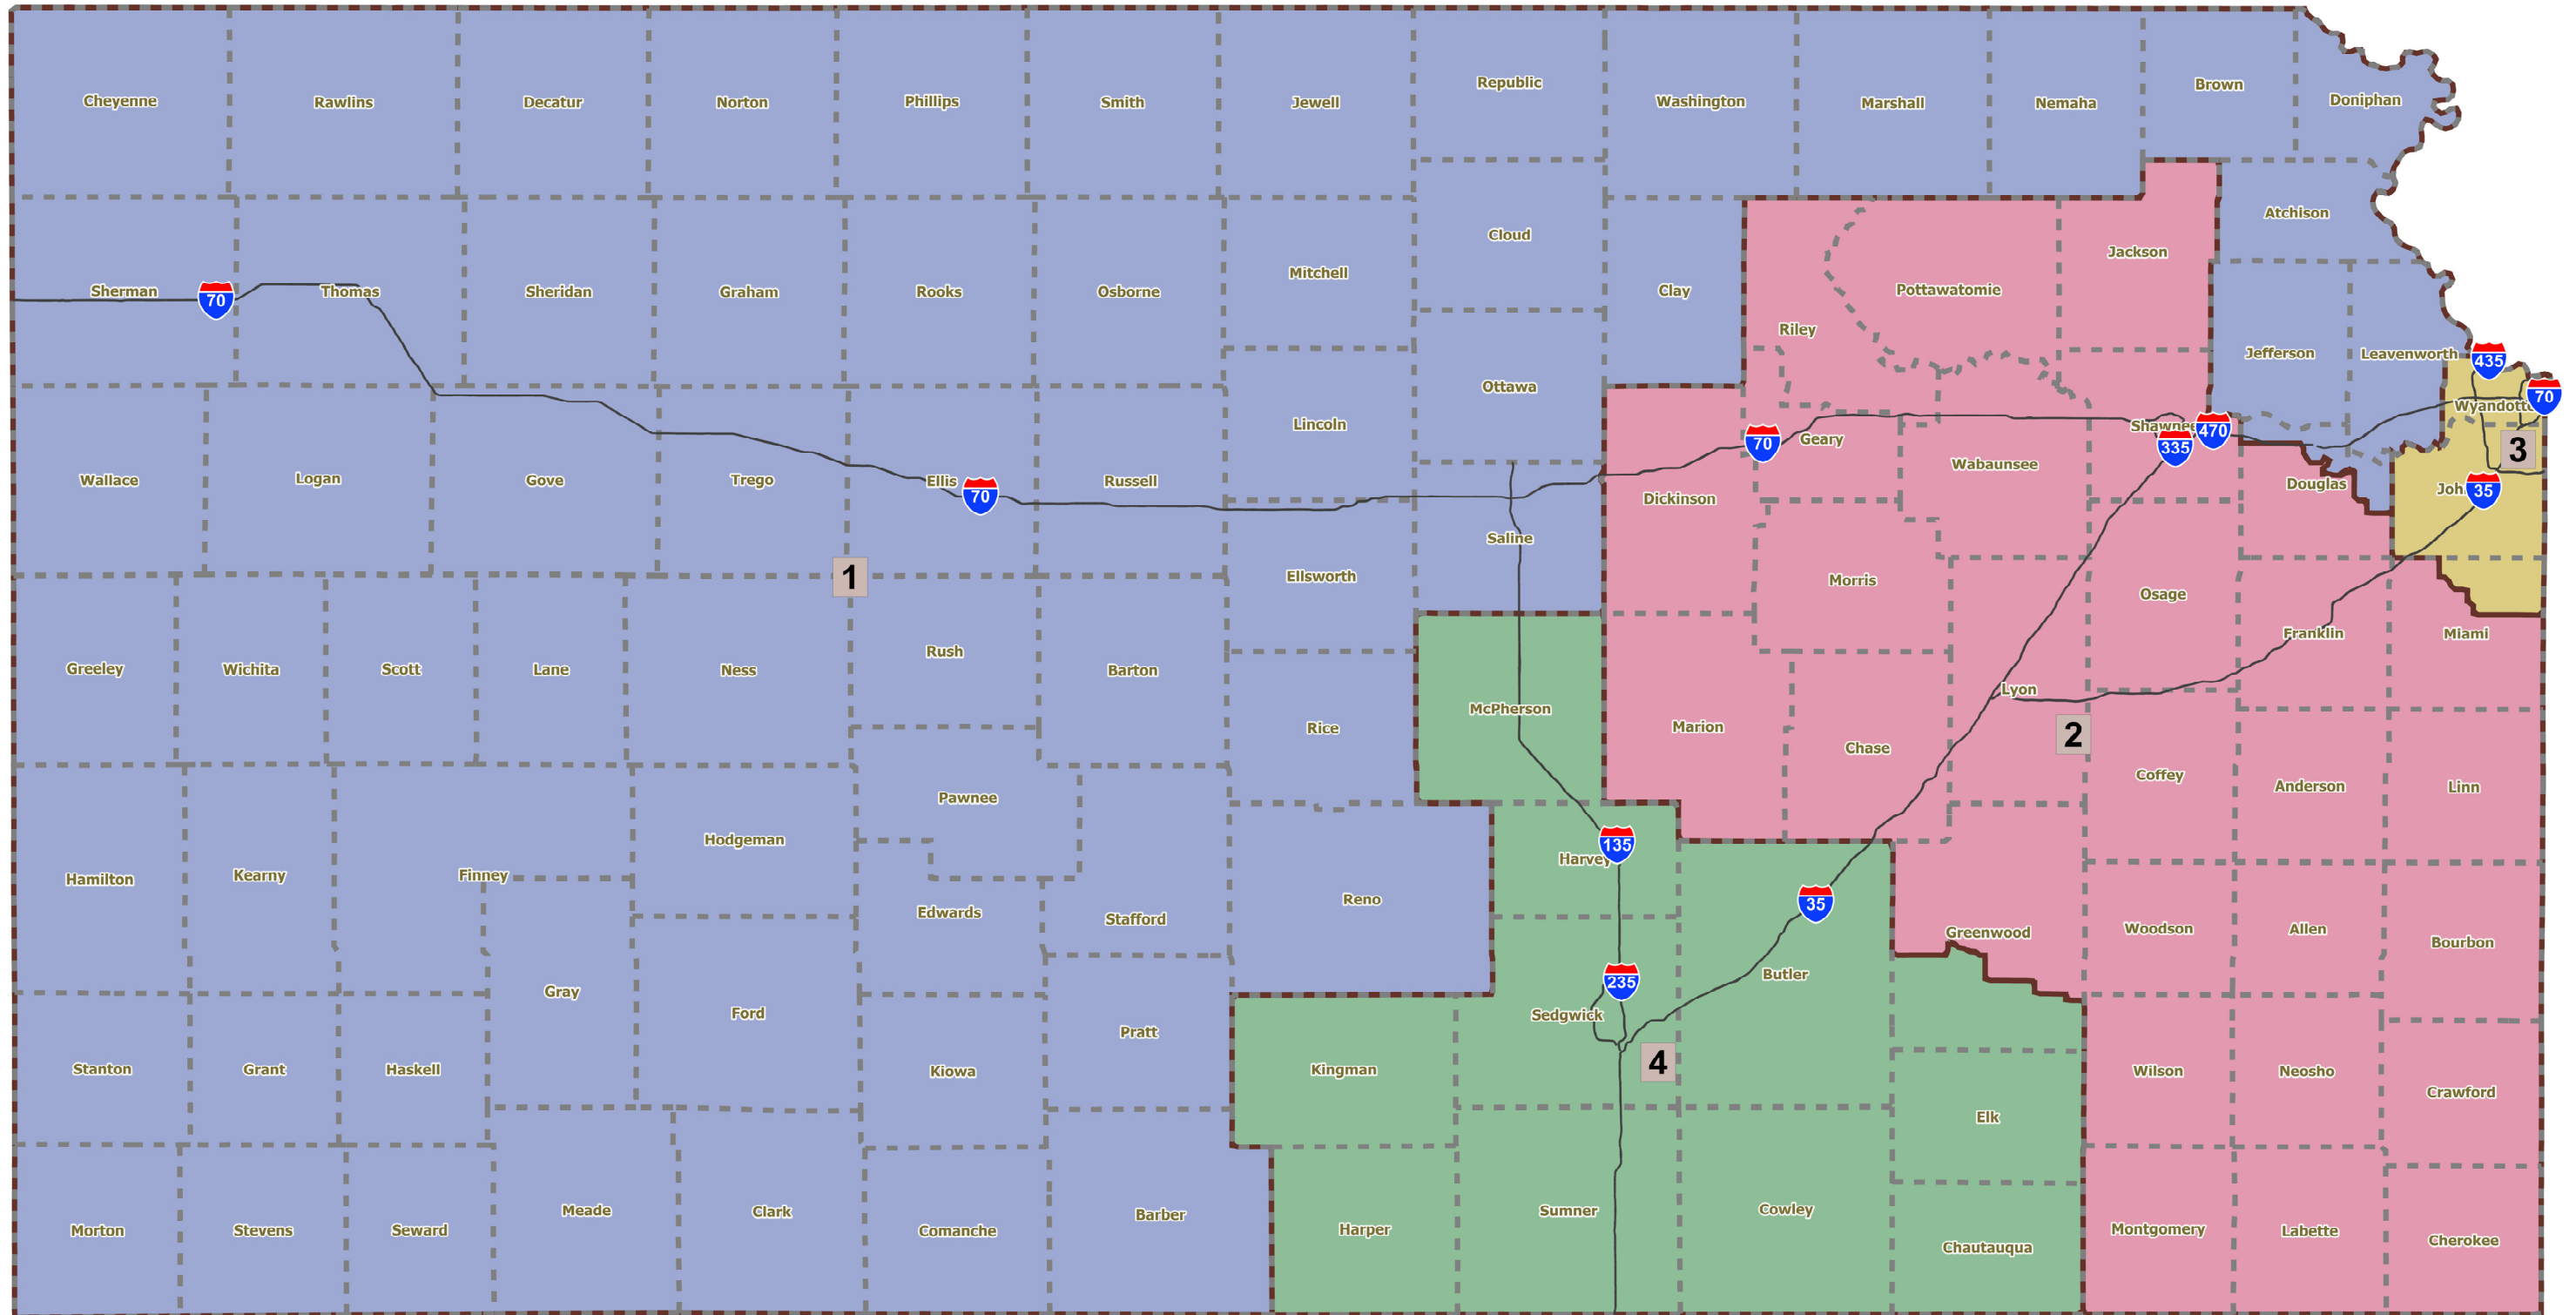 Cheyenne
Rawlins
Decatur
Norton
Phillips
Smith
Jewell
Republic
Washington
Marshall
Nemaha
Brown
Doniphan
Atchison
Cloud
Jackson
Mitchell
Sherman
70
Thomas
Sheridan
Graham
Rooks
Osborne
Clay
Pottawatomie
Riley
Jefferson
Leavenworth
435
Ottawa
70
Wyandott
Lincoln
Shawnee
470
335
70
Geary
3
Wallace
Logan
Gove
Trego
Ellis
70
Russell
Wabaunsee
Dickinson
Douglas
Joh
35
Saline
1
Ellsworth
Morris
Osage
Franklin
Miami
Greeley
Wichita
Scott
Lane
Ness
Rush
Barton
Lyon
McPherson
Rice
Marion
Chase
2
Coffey
Anderson
Linn
Pawnee
Hodgeman
135
Harvey
Hamilton
Kearny
Finney
Reno
35
Edwards
Stafford
Greenwood
Woodson
Allen
Bourbon
Gray
Ford
235
Butler
Sedgwick
Pratt
4
Stanton
Grant
Haskell
Kiowa
Kingman
Wilson
Neosho
Crawford
Elk
Morton
Stevens
Seward
Meade
Clark
Comanche
Barber
Harper
Sumner
Cowley
Chautauqua
Montgomery
Labette
Cherokee